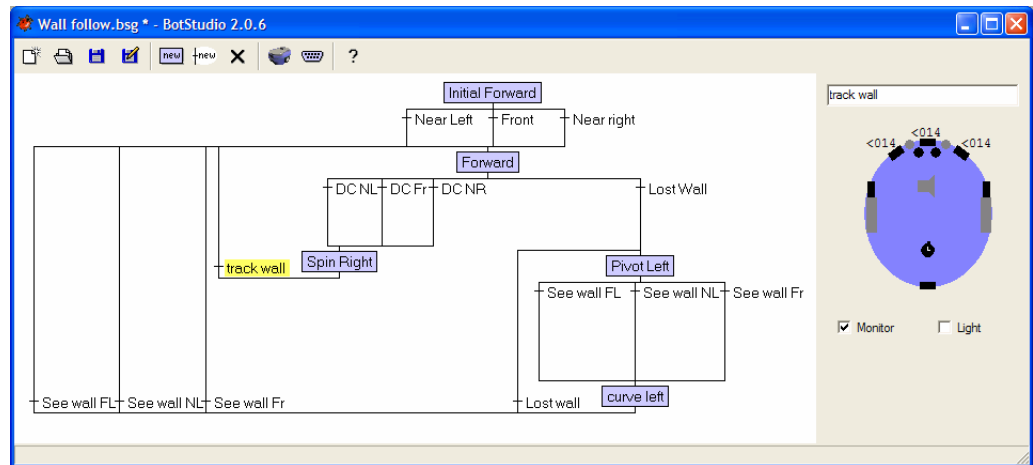 Wall follow.bsg * - BotStudio 2.0.6
new new ?
Initial Forward
Near Left Front Near right
Forward
DC NL DC Fr DC NR Lost Wall
track wall Spin Right Pivot Left
See wall FL See wall NL See wall Fr
curve left
See wall FL See wall NL See wall Fr Lost wall
track wall
<014
<014 <014
Monitor Light